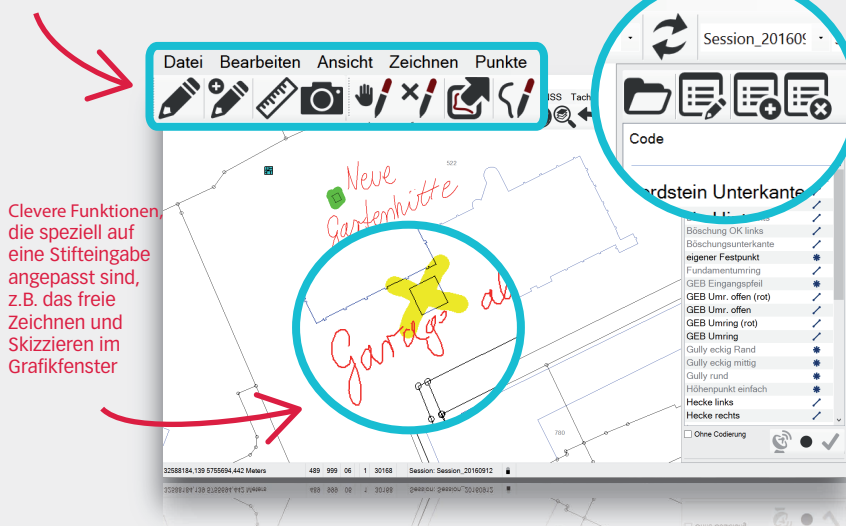 Datei Bearbeiten Ansicht Zeichnen Punkte
Session_20160
Code
Tach
522
Neue
Gartenhütte
Clevere Funktionen,
die speziell auf
eine Stifteingabe
angepasst sind,
z.B. das freie
Zeichnen und
Skizzieren im
Grafikfenster
rdstein Unterkante
Böschung OK links
Böschungsunterkante
eigener Festpunkt
Fundamentumring
GEB Eingangspfeil
GEB Umr. offen (rot)
GEB Umr. offen
GEB Umring (rot)
GEB Umring
Gully eckig Rand
Gully eckig mittig
Gully rund
Höhenpunkt einfach
Hecke links
Hecke rechts
780
Ohne Codierung
32588184,139 5755694,442 Meters 489 999 06 1 30168 Session: Session_20160912